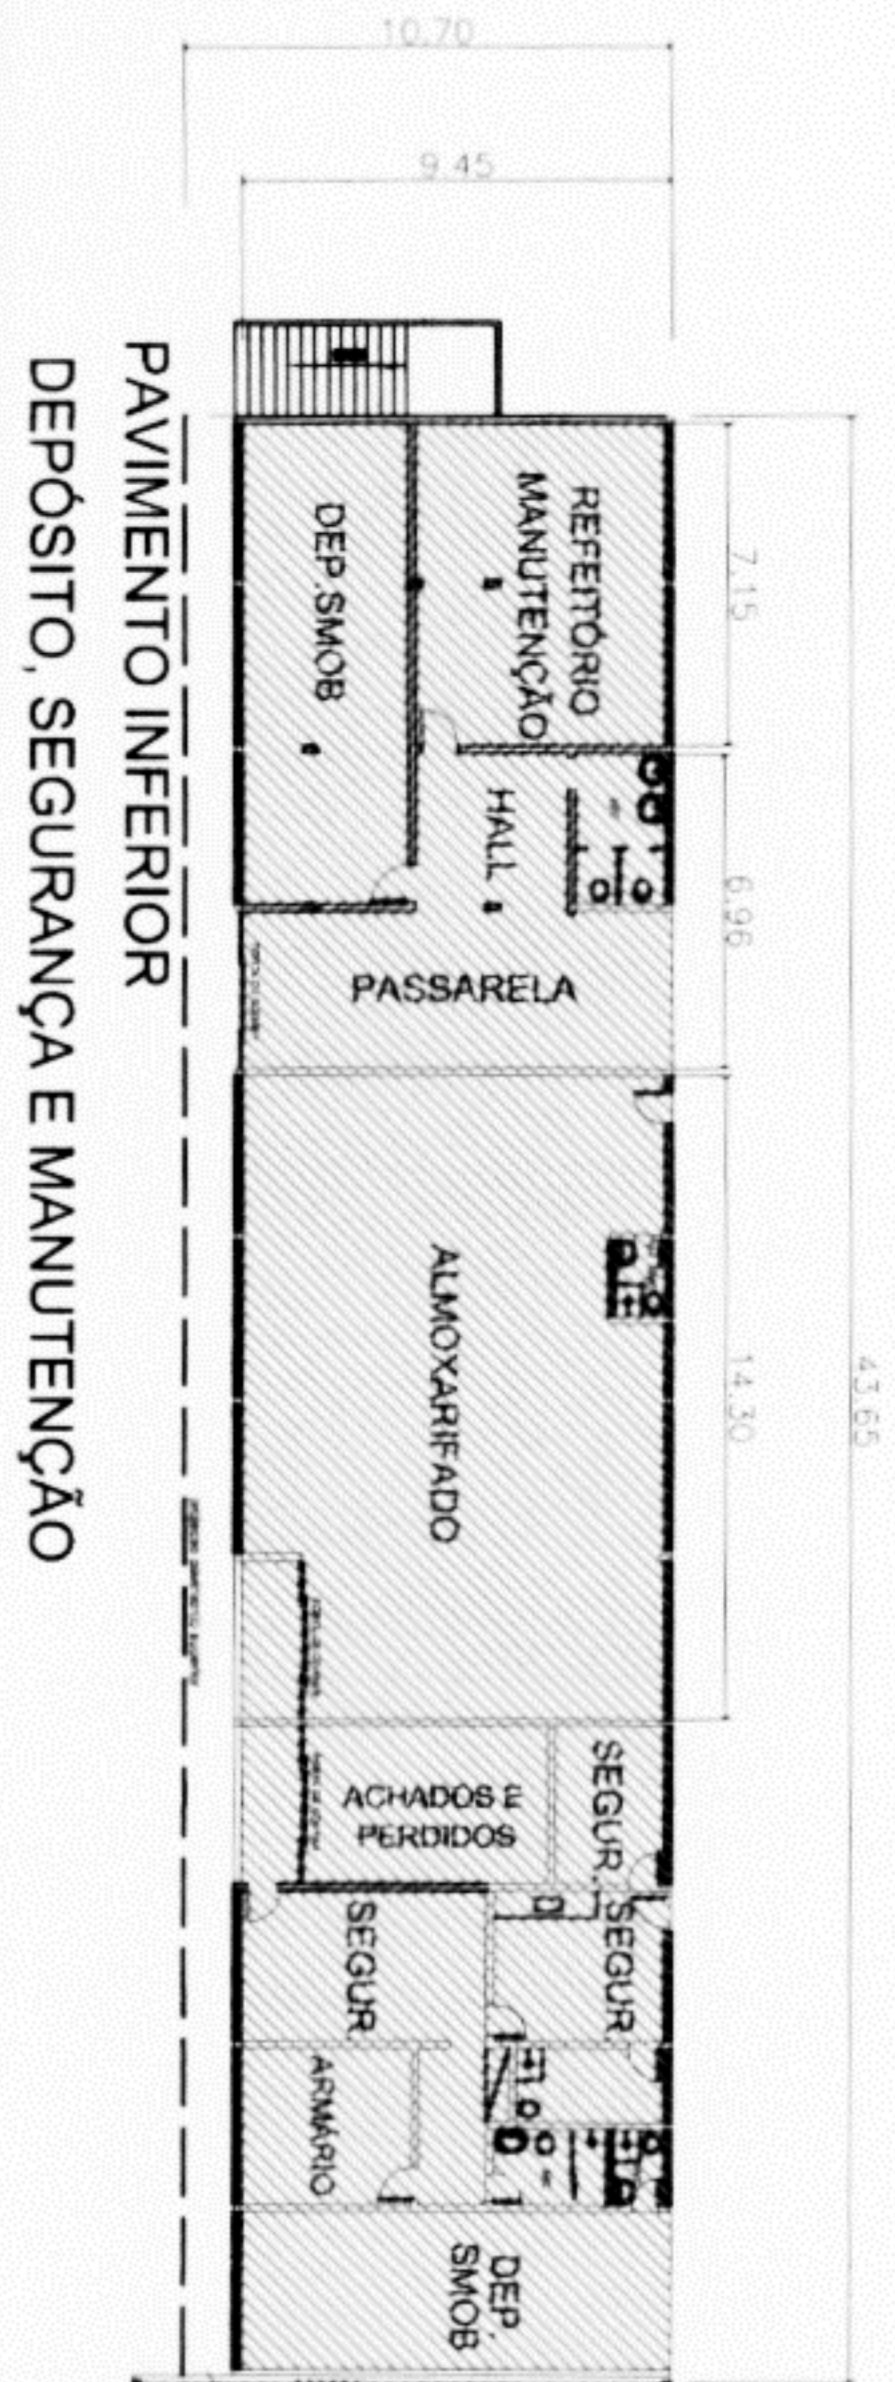 10.70
9.45
PAVIMENTO INFERIOR
DEPÓSITO, SEGURANÇA E MANUTENÇÃO
REFEITÓRIO
MANUTENÇÃO
DEP.SMOB
7.15
HALL
6.96
PASSARELA
ALMOXARIFADO
14.30
43.65
SEGUR.
ACHADOS E
PERDIDOS
SEGUR.
SEGUR.
ARMÁRIO
DEP.
SMOB